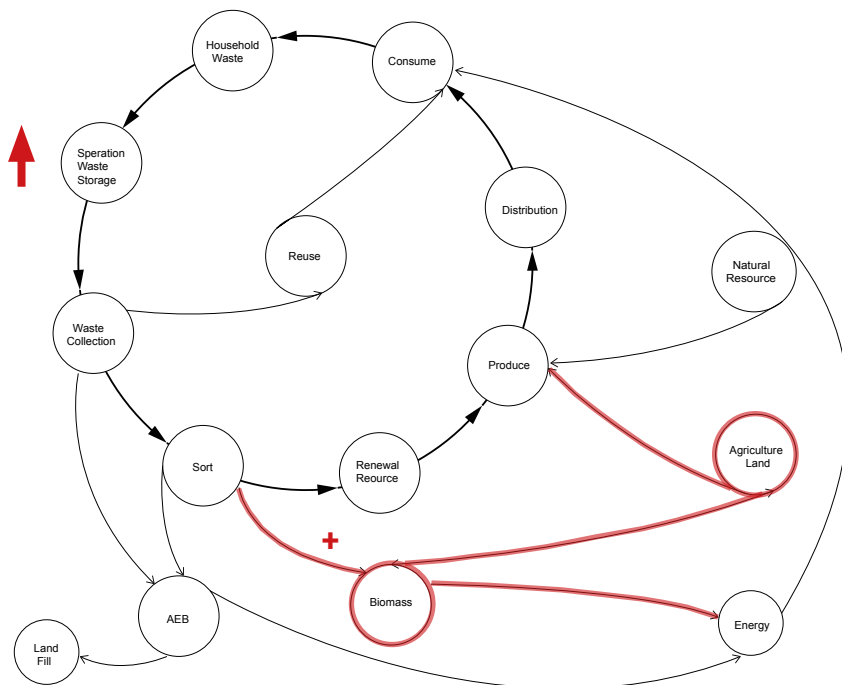 Household
Waste
Consume
Speration
Waste
Storage
Distribution
Reuse
Natural
Resource
Waste
Collection
Produce
Agriculture
Land
Sort
Renewal
Reource
+
Biomass
AEB
Energy
Land
Fill